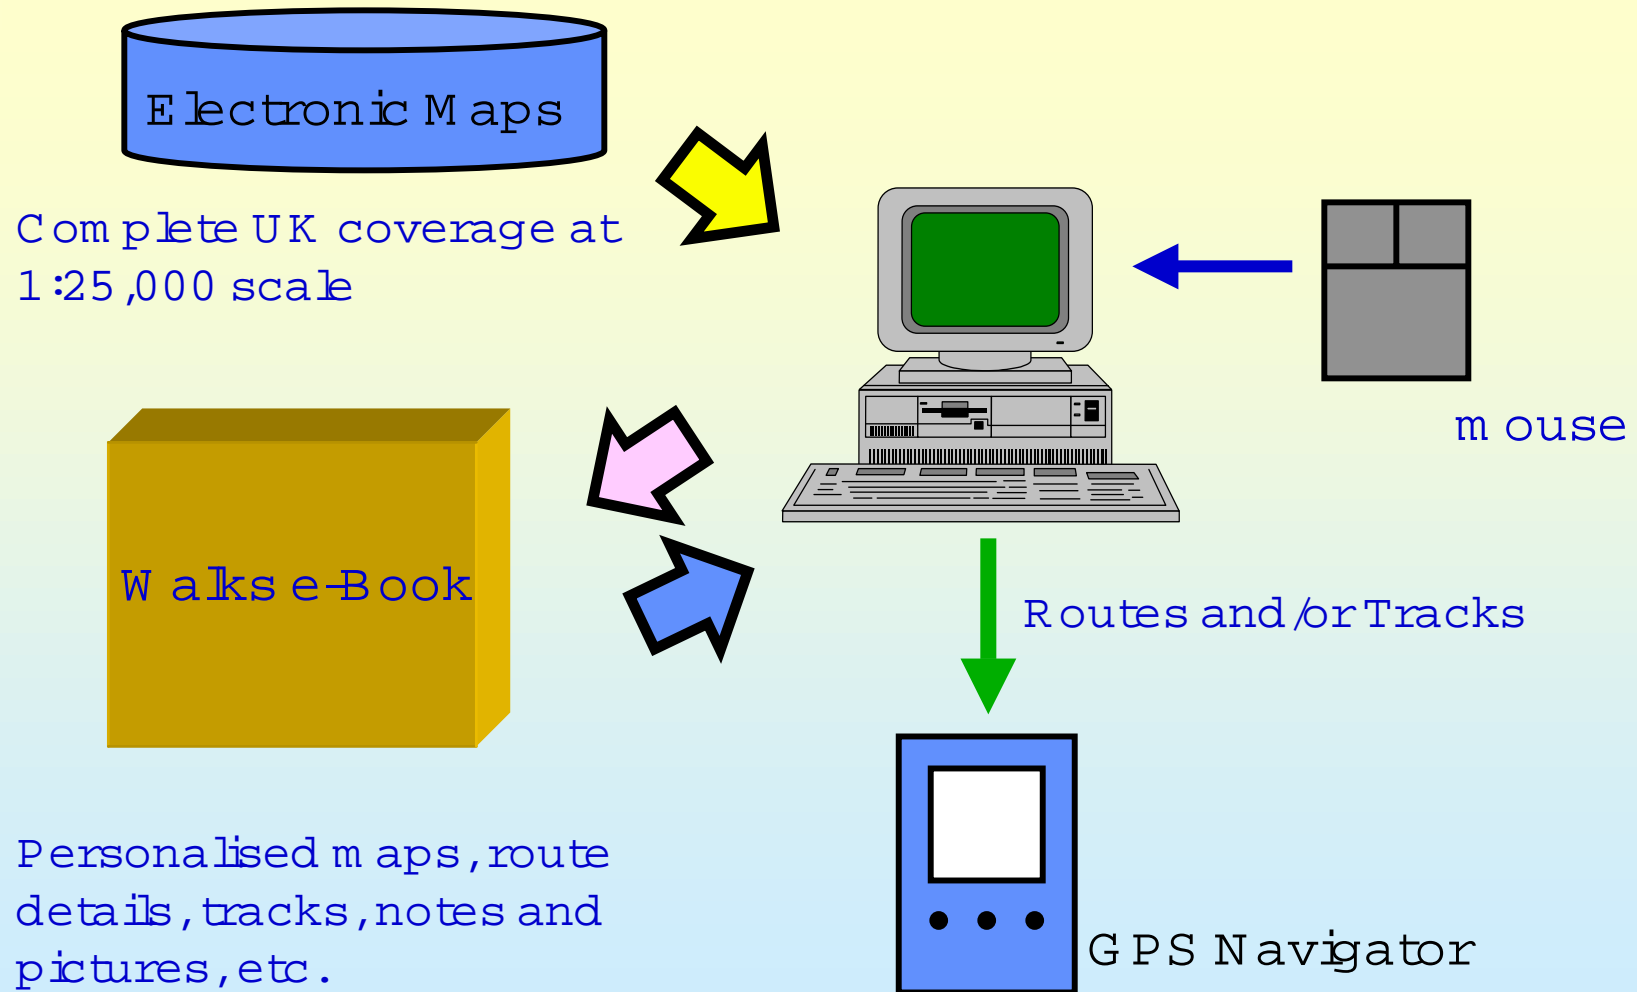 Electronic Maps
Complete UK coverage at
1:25,000 scale
mouse
Walks e-Book
Routes and/or Tracks
Personalised maps, route
details, tracks, notes and
pictures, etc.
GPS Navigator